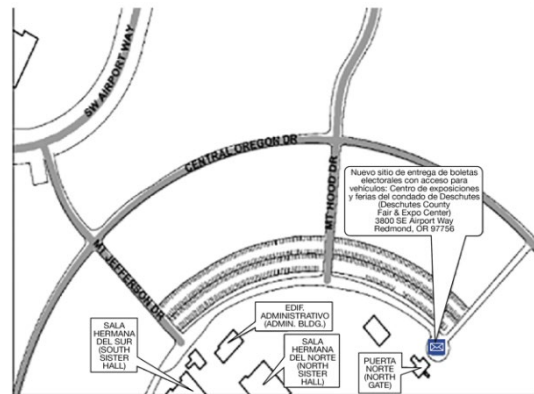 SW AIRPORT WAY
CENTRAL OREGON DR
MT HOOD DR
Nuevo sitio de entrega de boletas
electorales con acceso para
vehículos: Centro de exposiciones
y ferias del condado de Deschutes
(Deschutes County
Fair & Expo Center)
3800 SE Airport Way
Redmond, OR 97756
MT JEFFERSON DR
EDIF.
ADMINISTRATIVO
(ADMIN. BLDG.)
SALA
HERMANA
DEL SUR
(SOUTH
SISTER
HALL)
SALA
HERMANA
DEL NORTE
(NORTH
SISTER
HALL)
PUERTA
NORTE
(NORTH
GATE)